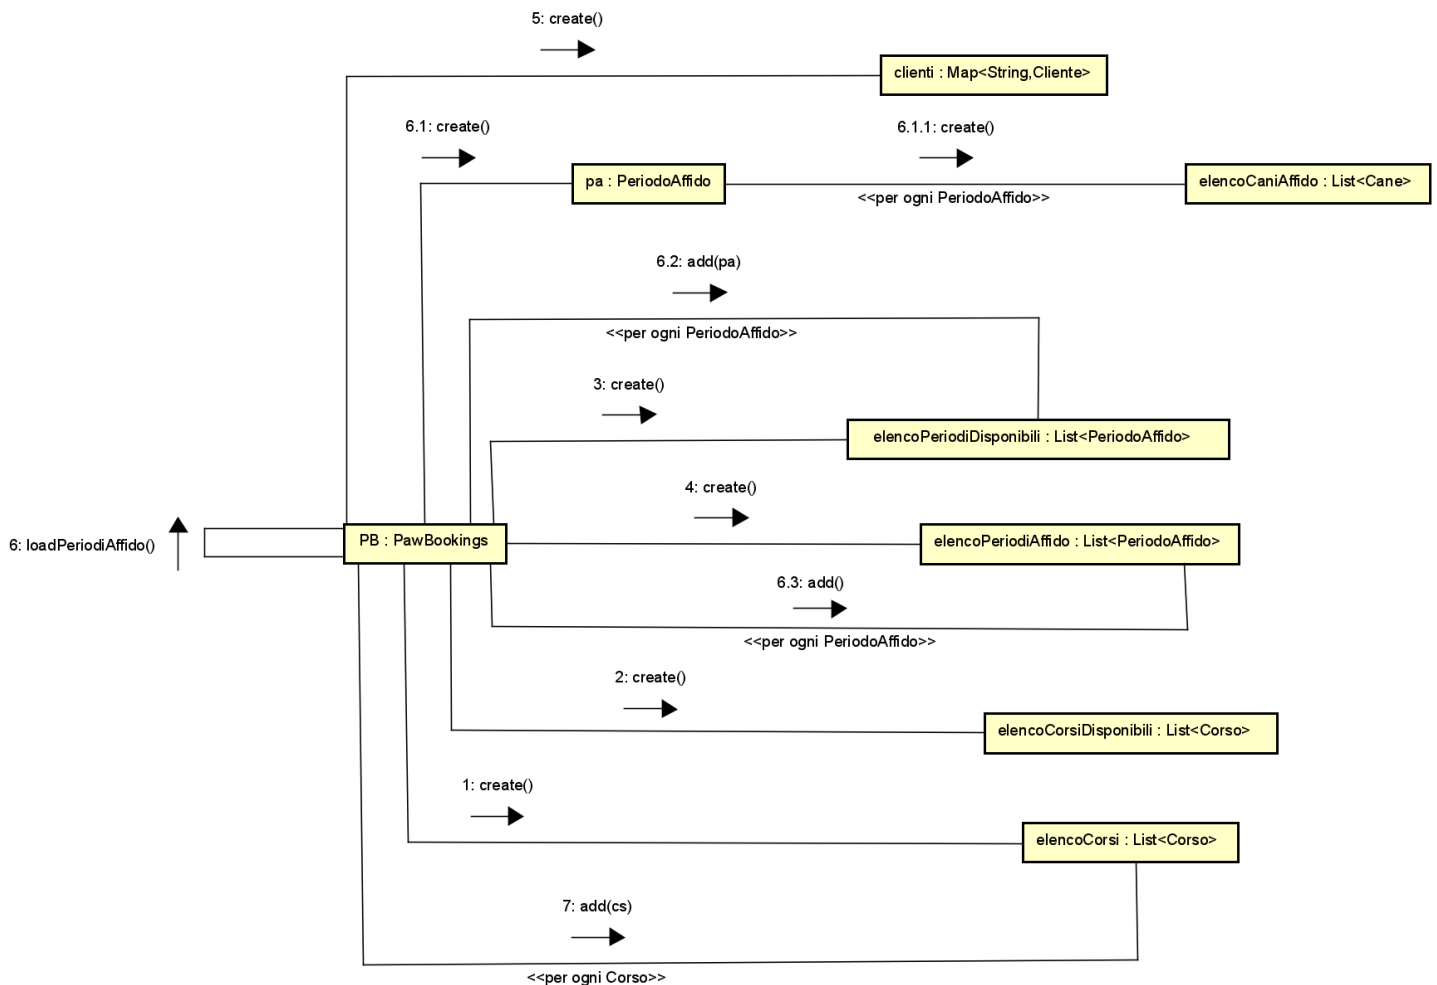 5: create()
clienti : Map<String,Cliente>
6.1: create()
6.1.1: create()
pa : PeriodoAffido
elencoCaniAffido : List<Cane>
<<per ogni PeriodoAffido>>
6.2: add(pa)
<<per ogni PeriodoAffido>>
3: create()
elencoPeriodiDisponibili : List<PeriodoAffido>
4: create()
6: loadPeriodiAffido()
PB : PawBookings
elencoPeriodiAffido : List<PeriodoAffido>
6.3: add()
<<per ogni PeriodoAffido>>
2: create()
elencoCorsiDisponibili : List<Corso>
1: create()
elencoCorsi : List<Corso>
7: add(cs)
<<per ogni Corso>>